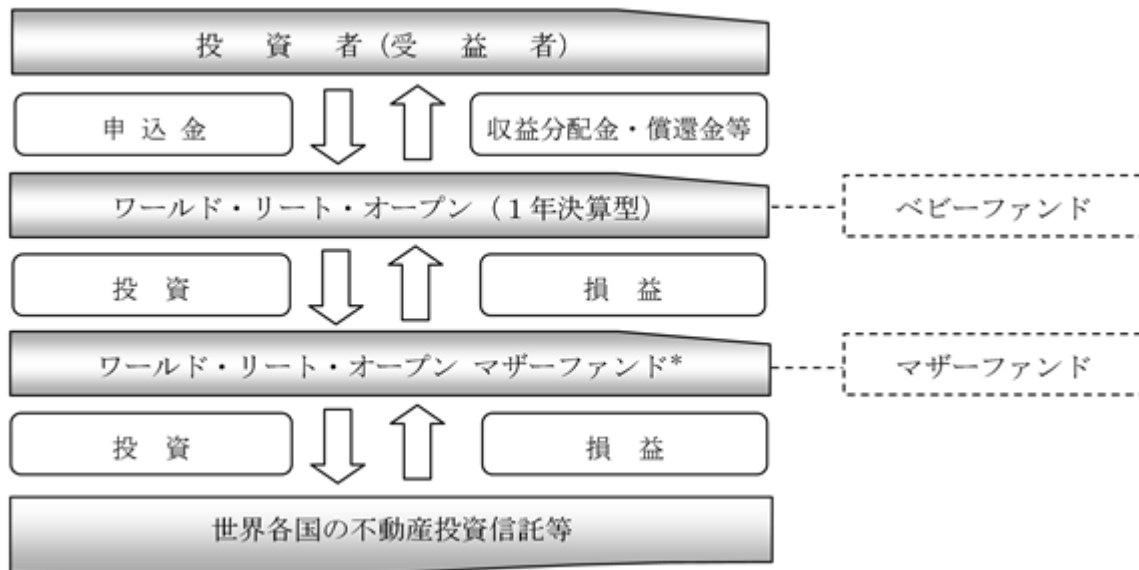 投 資 者（受 益 者）
申 込 金
収益分配金・償還金等
ワールド・リート・オープン（１年決算型）
ベビーファンド
投 資
損 益
ワールド・リート・オープン マザーファンド*
マザーファンド
投 資
損 益
世界各国の不動産投資信託等